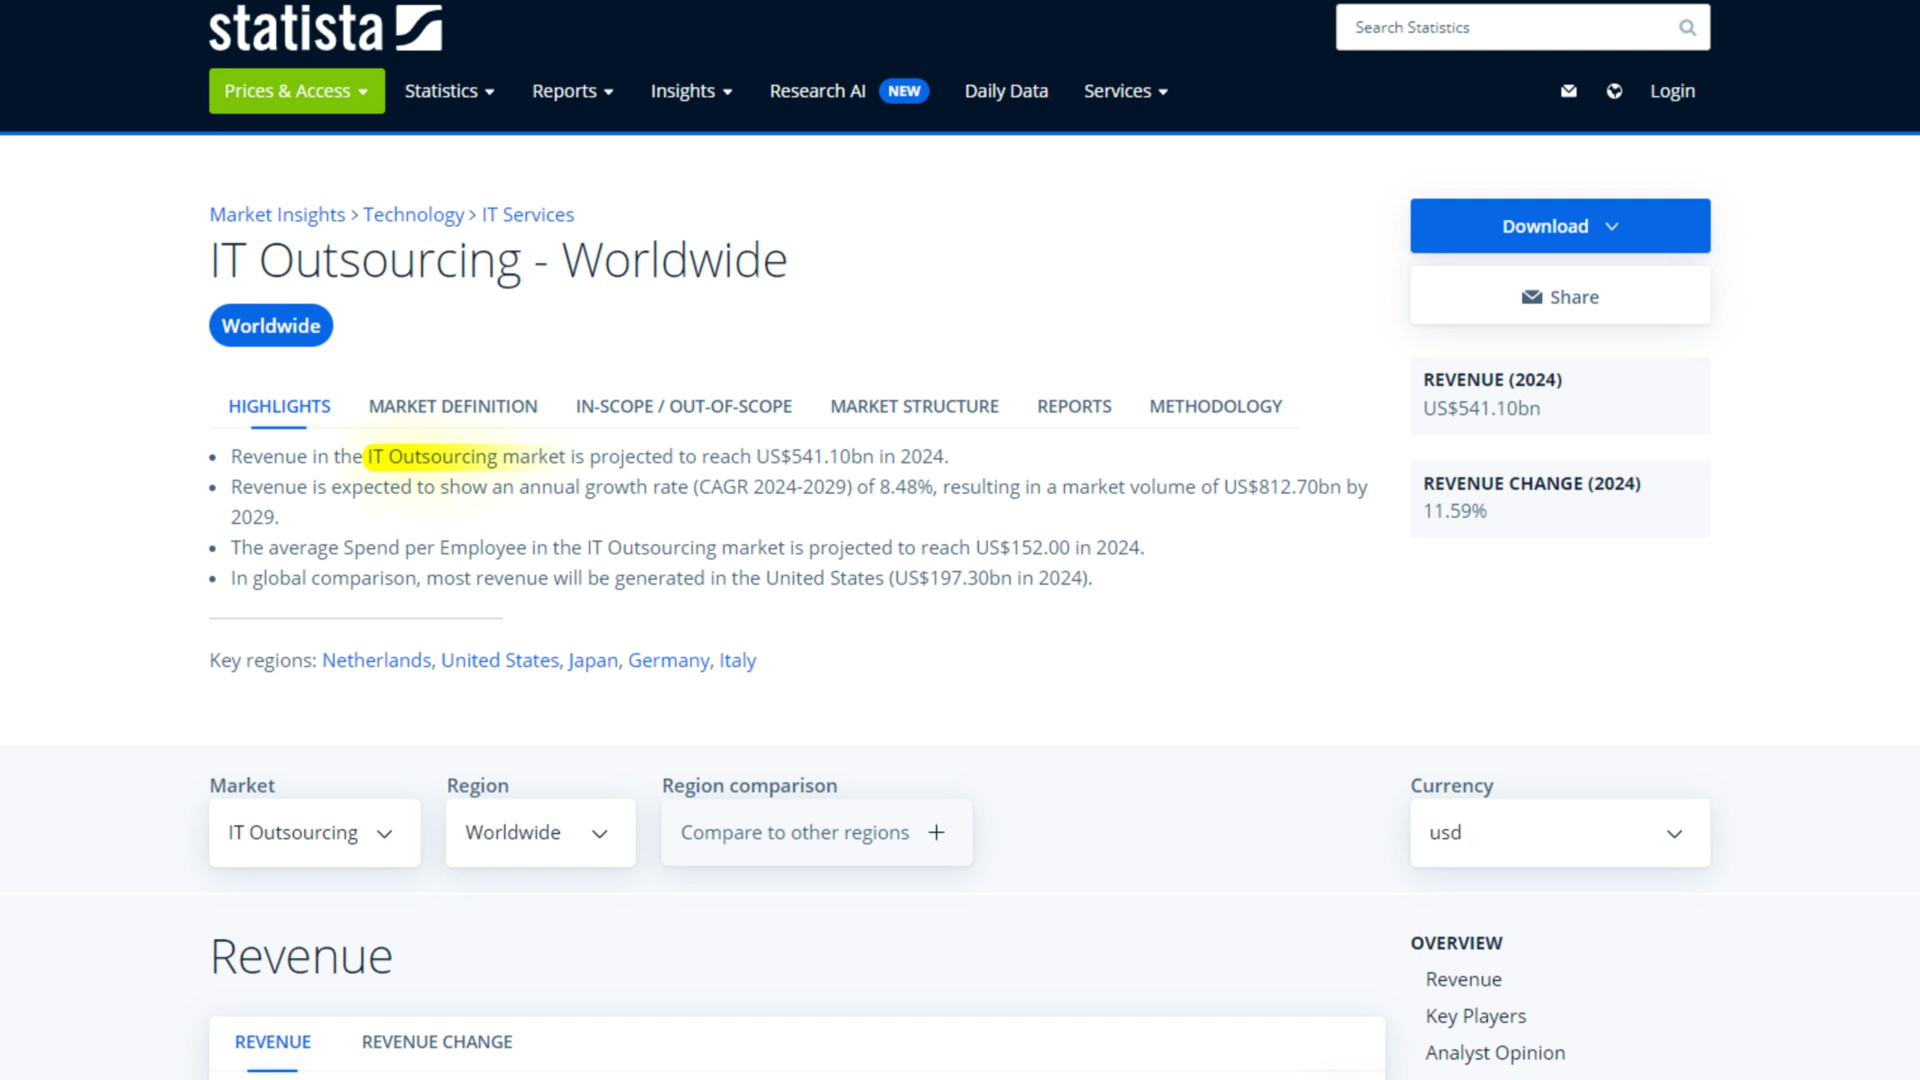 statista
Search Statistics
Prices & Access Statistics Reports Insights Research AI NEW Daily Data Services Login
Market Insights > Technology > IT Services
IT Outsourcing - Worldwide
Download
Worldwide
Share
HIGHLIGHTS MARKET DEFINITION IN-SCOPE / OUT-OF-SCOPE MARKET STRUCTURE REPORTS METHODOLOGY
• Revenue in the IT Outsourcing market is projected to reach US$541.10bn in 2024.
• Revenue is expected to show an annual growth rate (CAGR 2024-2029) of 8.48%, resulting in a market volume of US$812.70bn by
2029.
• The average Spend per Employee in the IT Outsourcing market is projected to reach US$152.00 in 2024.
• In global comparison, most revenue will be generated in the United States (US$197.30bn in 2024).
REVENUE (2024)
US$541.10bn
REVENUE CHANGE (2024)
11.59%
Key regions: Netherlands, United States, Japan, Germany, Italy
Market
IT Outsourcing
Region
Worldwide
Region comparison
Compare to other regions +
Currency
usd
Revenue
REVENUE REVENUE CHANGE
OVERVIEW
Revenue
Key Players
Analyst Opinion